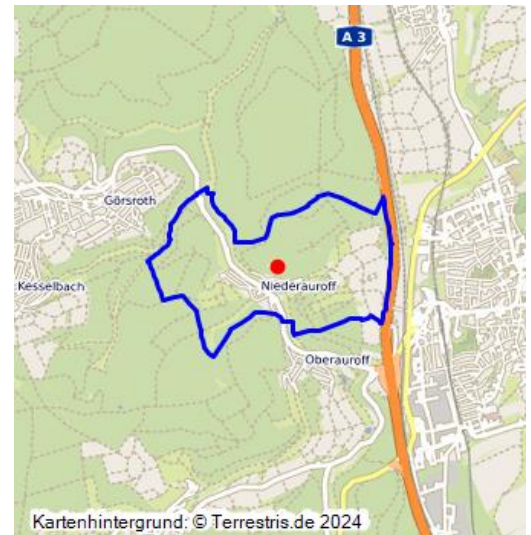 A 3
Görsroth
Kesselbach
Niederauroff
Oberauroff
Kartenhintergrund: © Terrestris.de 2024